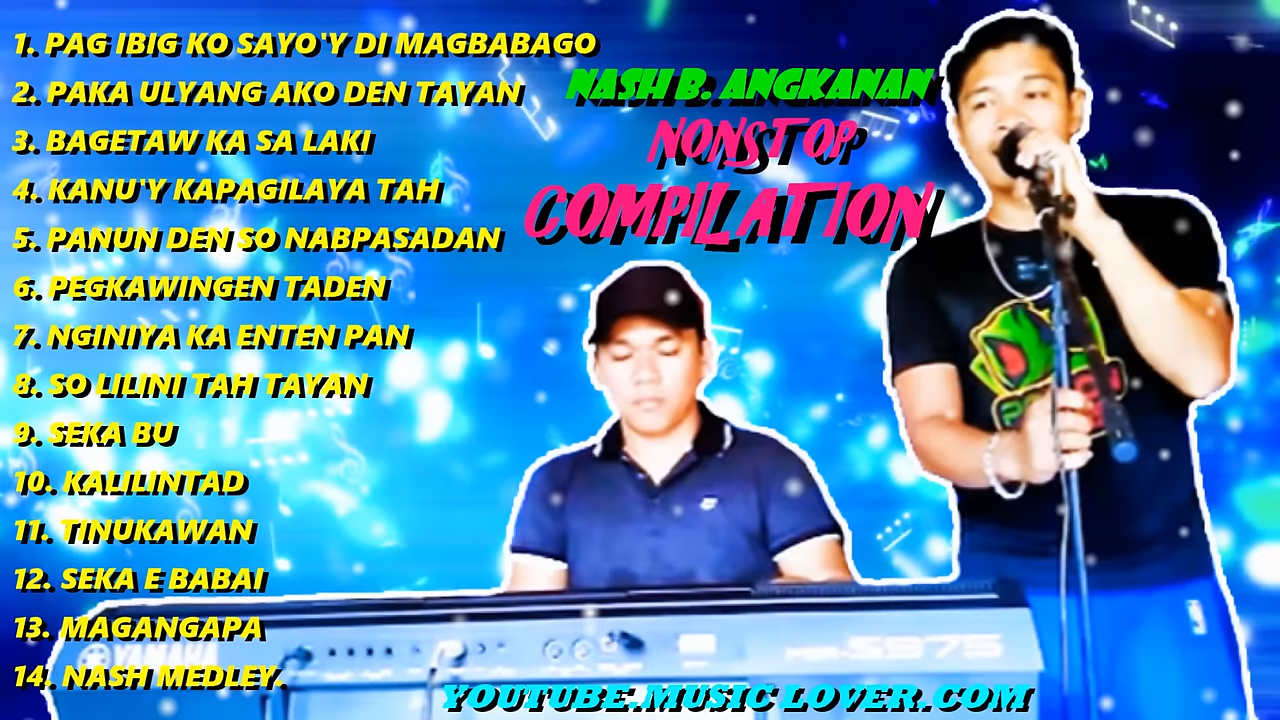 1. PAG IBIG KO SAYO'Y DI MAGBABAGO
2. PAKA ULYANG AKO DEN TAYAN
3. BAGETAW KA SA LAKI
4. KANU'Y KAPAGILAYA TAH
5. PANUN DEN SO NABPASADAN
6. PEGKAWINGEN TADEN
7. NGINIYA KA ENTEN PAN
8. SO LILINI TAH TAYAN
9. SEKA BU
10. KALILINTAD
11. TINUKAWAN
12. SEKA E BABAI
13. MAGANGAPA
14. NASH MEDLEY.
NASH B. ANGKANAN
NONSTOP
COMPILATION
YAMAHA
PSR-S975
YOUTUBE.MUSIC LOVER.COM